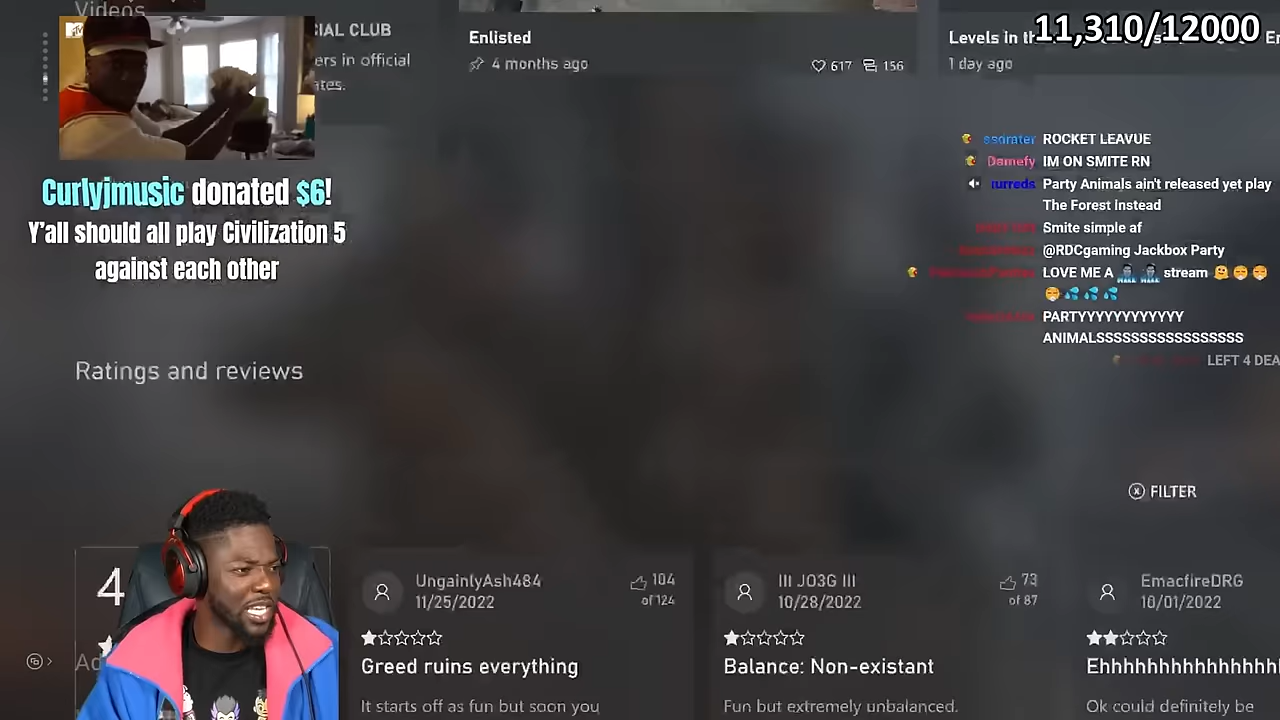 Videos
11,310/12000
MTV
CIAL CLUB
ers in official
Enlisted
4 months ago
617 156
Levels in th
1 day ago
ROCKET LEAVUE
Damefy IM ON SMITE RN
Party Animals ain't released yet play
The Forest Instead
Smite simple af
@RDCgaming Jackbox Party
LOVE ME A stream
PARTYYYYYYYYYYYY
ANIMALSSSSSSSSSSSSSSSSS
LEFT 4 DEA
Curlyjmusic donated $6!
Y'all should all play Civilization 5
against each other
Ratings and reviews
FILTER
4
Ad
UngainlyAsh484
11/25/2022
104
of 124
Greed ruins everything
It starts off as fun but soon you
III JO3G III
10/28/2022
73
of 87
Balance: Non-existant
Fun but extremely unbalanced.
EmacfireDRG
10/01/2022
Ehhhhhhhhhhhhhhh
Ok could definitely be